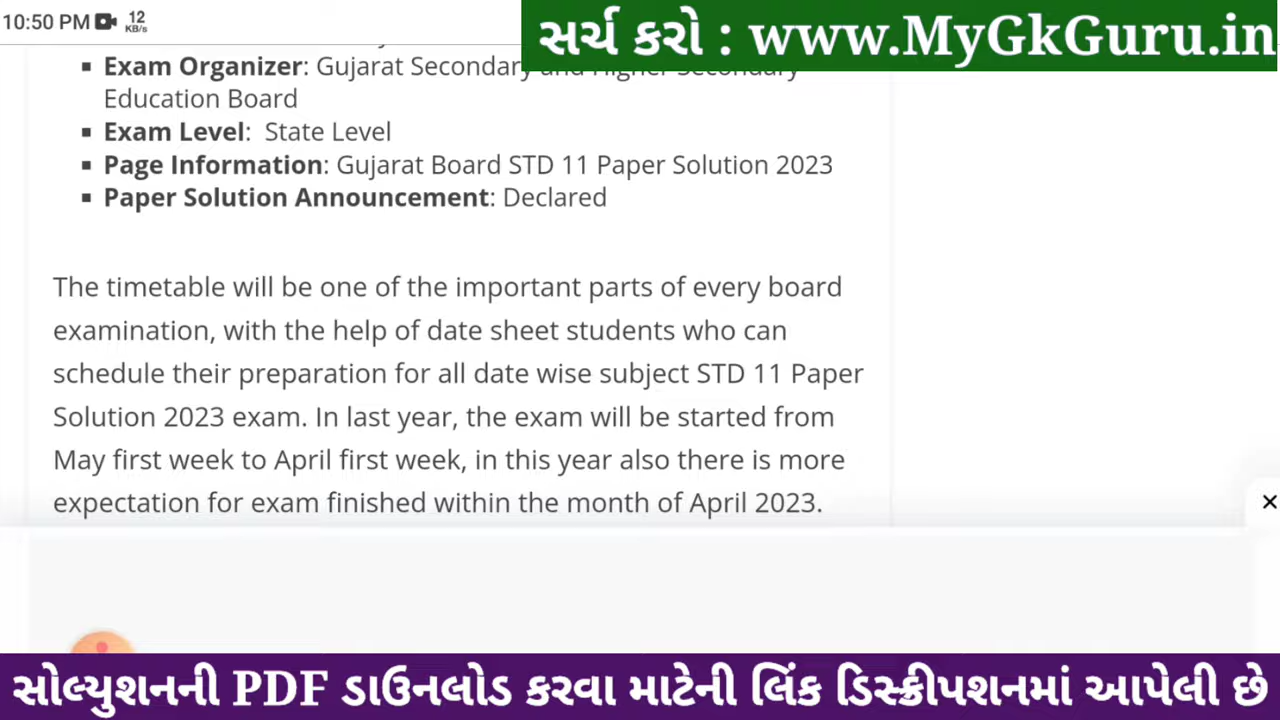 10:50 PM 12 KB/s
સર્ચ કરો : www.MyGkGuru.in
▪ Exam Organizer: Gujarat Secondary and Higher Secondary
Education Board
▪ Exam Level: State Level
▪ Page Information: Gujarat Board STD 11 Paper Solution 2023
▪ Paper Solution Announcement: Declared
The timetable will be one of the important parts of every board
examination, with the help of date sheet students who can
schedule their preparation for all date wise subject STD 11 Paper
Solution 2023 exam. In last year, the exam will be started from
May first week to April first week, in this year also there is more
expectation for exam finished within the month of April 2023.
સોલ્યુશનની PDF ડાઉનલોડ કરવા માટેની લિંક ડિસ્ક્રીપશનમાં આપેલી છે